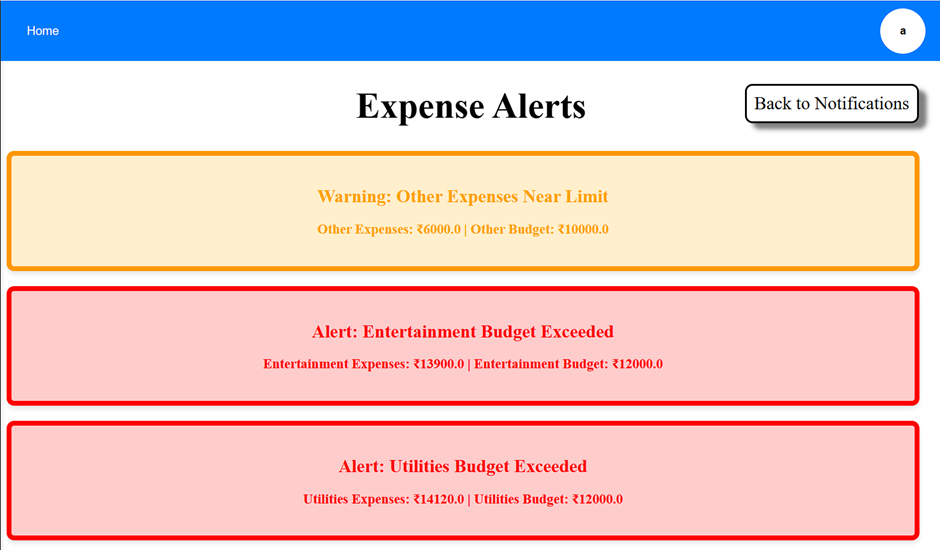 Home
a
Expense Alerts
Back to Notifications
Warning: Other Expenses Near Limit
Other Expenses: ₹6000.0 | Other Budget: ₹10000.0
Alert: Entertainment Budget Exceeded
Entertainment Expenses: ₹13900.0 | Entertainment Budget: ₹12000.0
Alert: Utilities Budget Exceeded
Utilities Expenses: ₹14120.0 | Utilities Budget: ₹12000.0